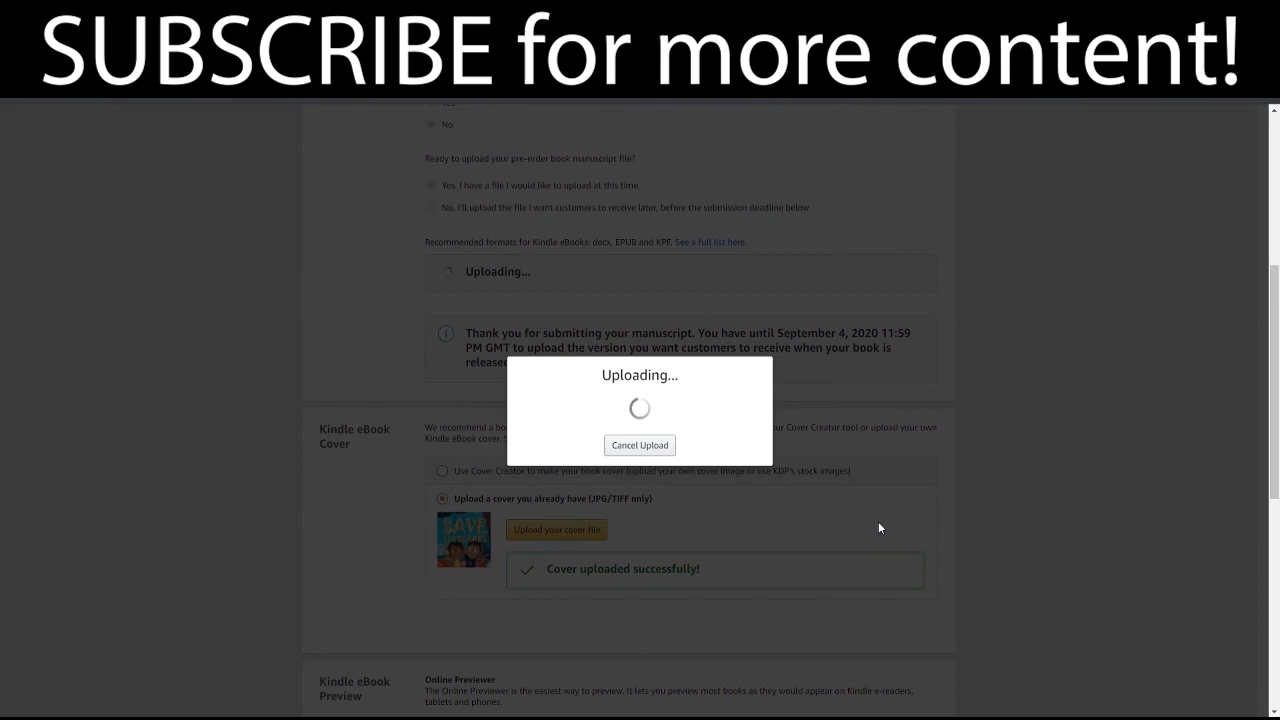 SUBSCRIBE for more content!
Yes
No
Ready to upload your pre-order book manuscript file?
Yes. I have a file I would like to upload at this time.
No. I'll upload the file I want customers to receive later, before the submission deadline below
Recommended formats for Kindle eBooks: docx, EPUB and KPF. See a full list here.
Uploading...
Thank you for submitting your manuscript. You have until September 4, 2020 11:59
PM GMT to upload the version you want customers to receive when your book is
released
Uploading...
Cancel Upload
Kindle eBook
Cover
We recommend a bo
ur Cover Creator tool or upload your own
Kindle eBook cover. S
Use Cover Creator to make your book cover (upload your own cover image or use KDP's stock images)
Upload a cover you already have (JPG/TIFF only)
SAVE
Upload your cover file
Cover uploaded successfully!
Kindle eBook
Preview
Online Previewer
The Online Previewer is the easiest way to preview. It lets you preview most books as they would appear on Kindle e-readers,
tablets and phones.